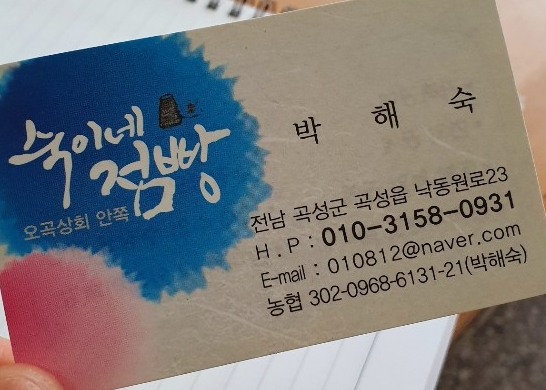 숙이네
점빵
오곡상회 안쪽
박 해 숙
전남 곡성군 곡성읍 낙동원로23
H . P : 010-3158-0931
E-mail : 010812@naver.com
농협 302-0968-6131-21(박해숙)